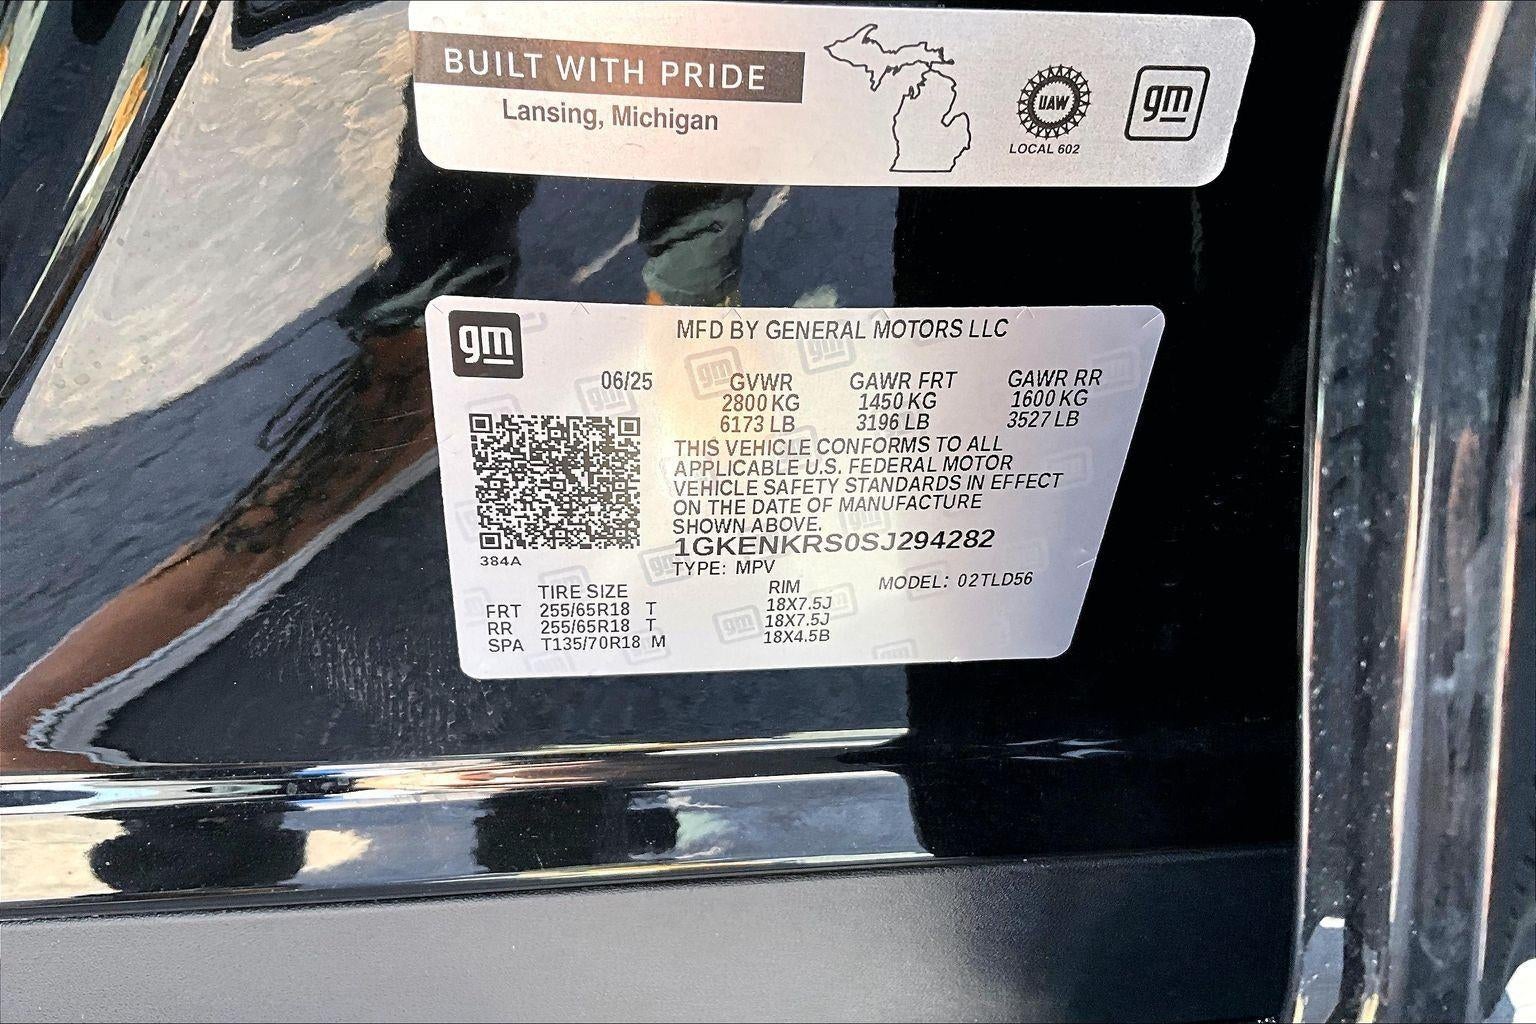 BUILT WITH PRIDE
Lansing, Michigan
UAW
LOCAL 602
gm
gm
MFD BY GENERAL MOTORS LLC
06/25 GVWR GAWR FRT GAWR RR
2800 KG 1450 KG 1600 KG
6173 LB 3196 LB 3527 LB
THIS VEHICLE CONFORMS TO ALL
APPLICABLE U.S. FEDERAL MOTOR
VEHICLE SAFETY STANDARDS IN EFFECT
ON THE DATE OF MANUFACTURE
SHOWN ABOVE.
1GKENKRS0SJ294282
384A
TYPE: MPV MODEL: 02TLD56
TIRE SIZE RIM
FRT 255/65R18 T 18X7.5J
RR 255/65R18 T 18X7.5J
SPA T135/70R18 M 18X4.5B